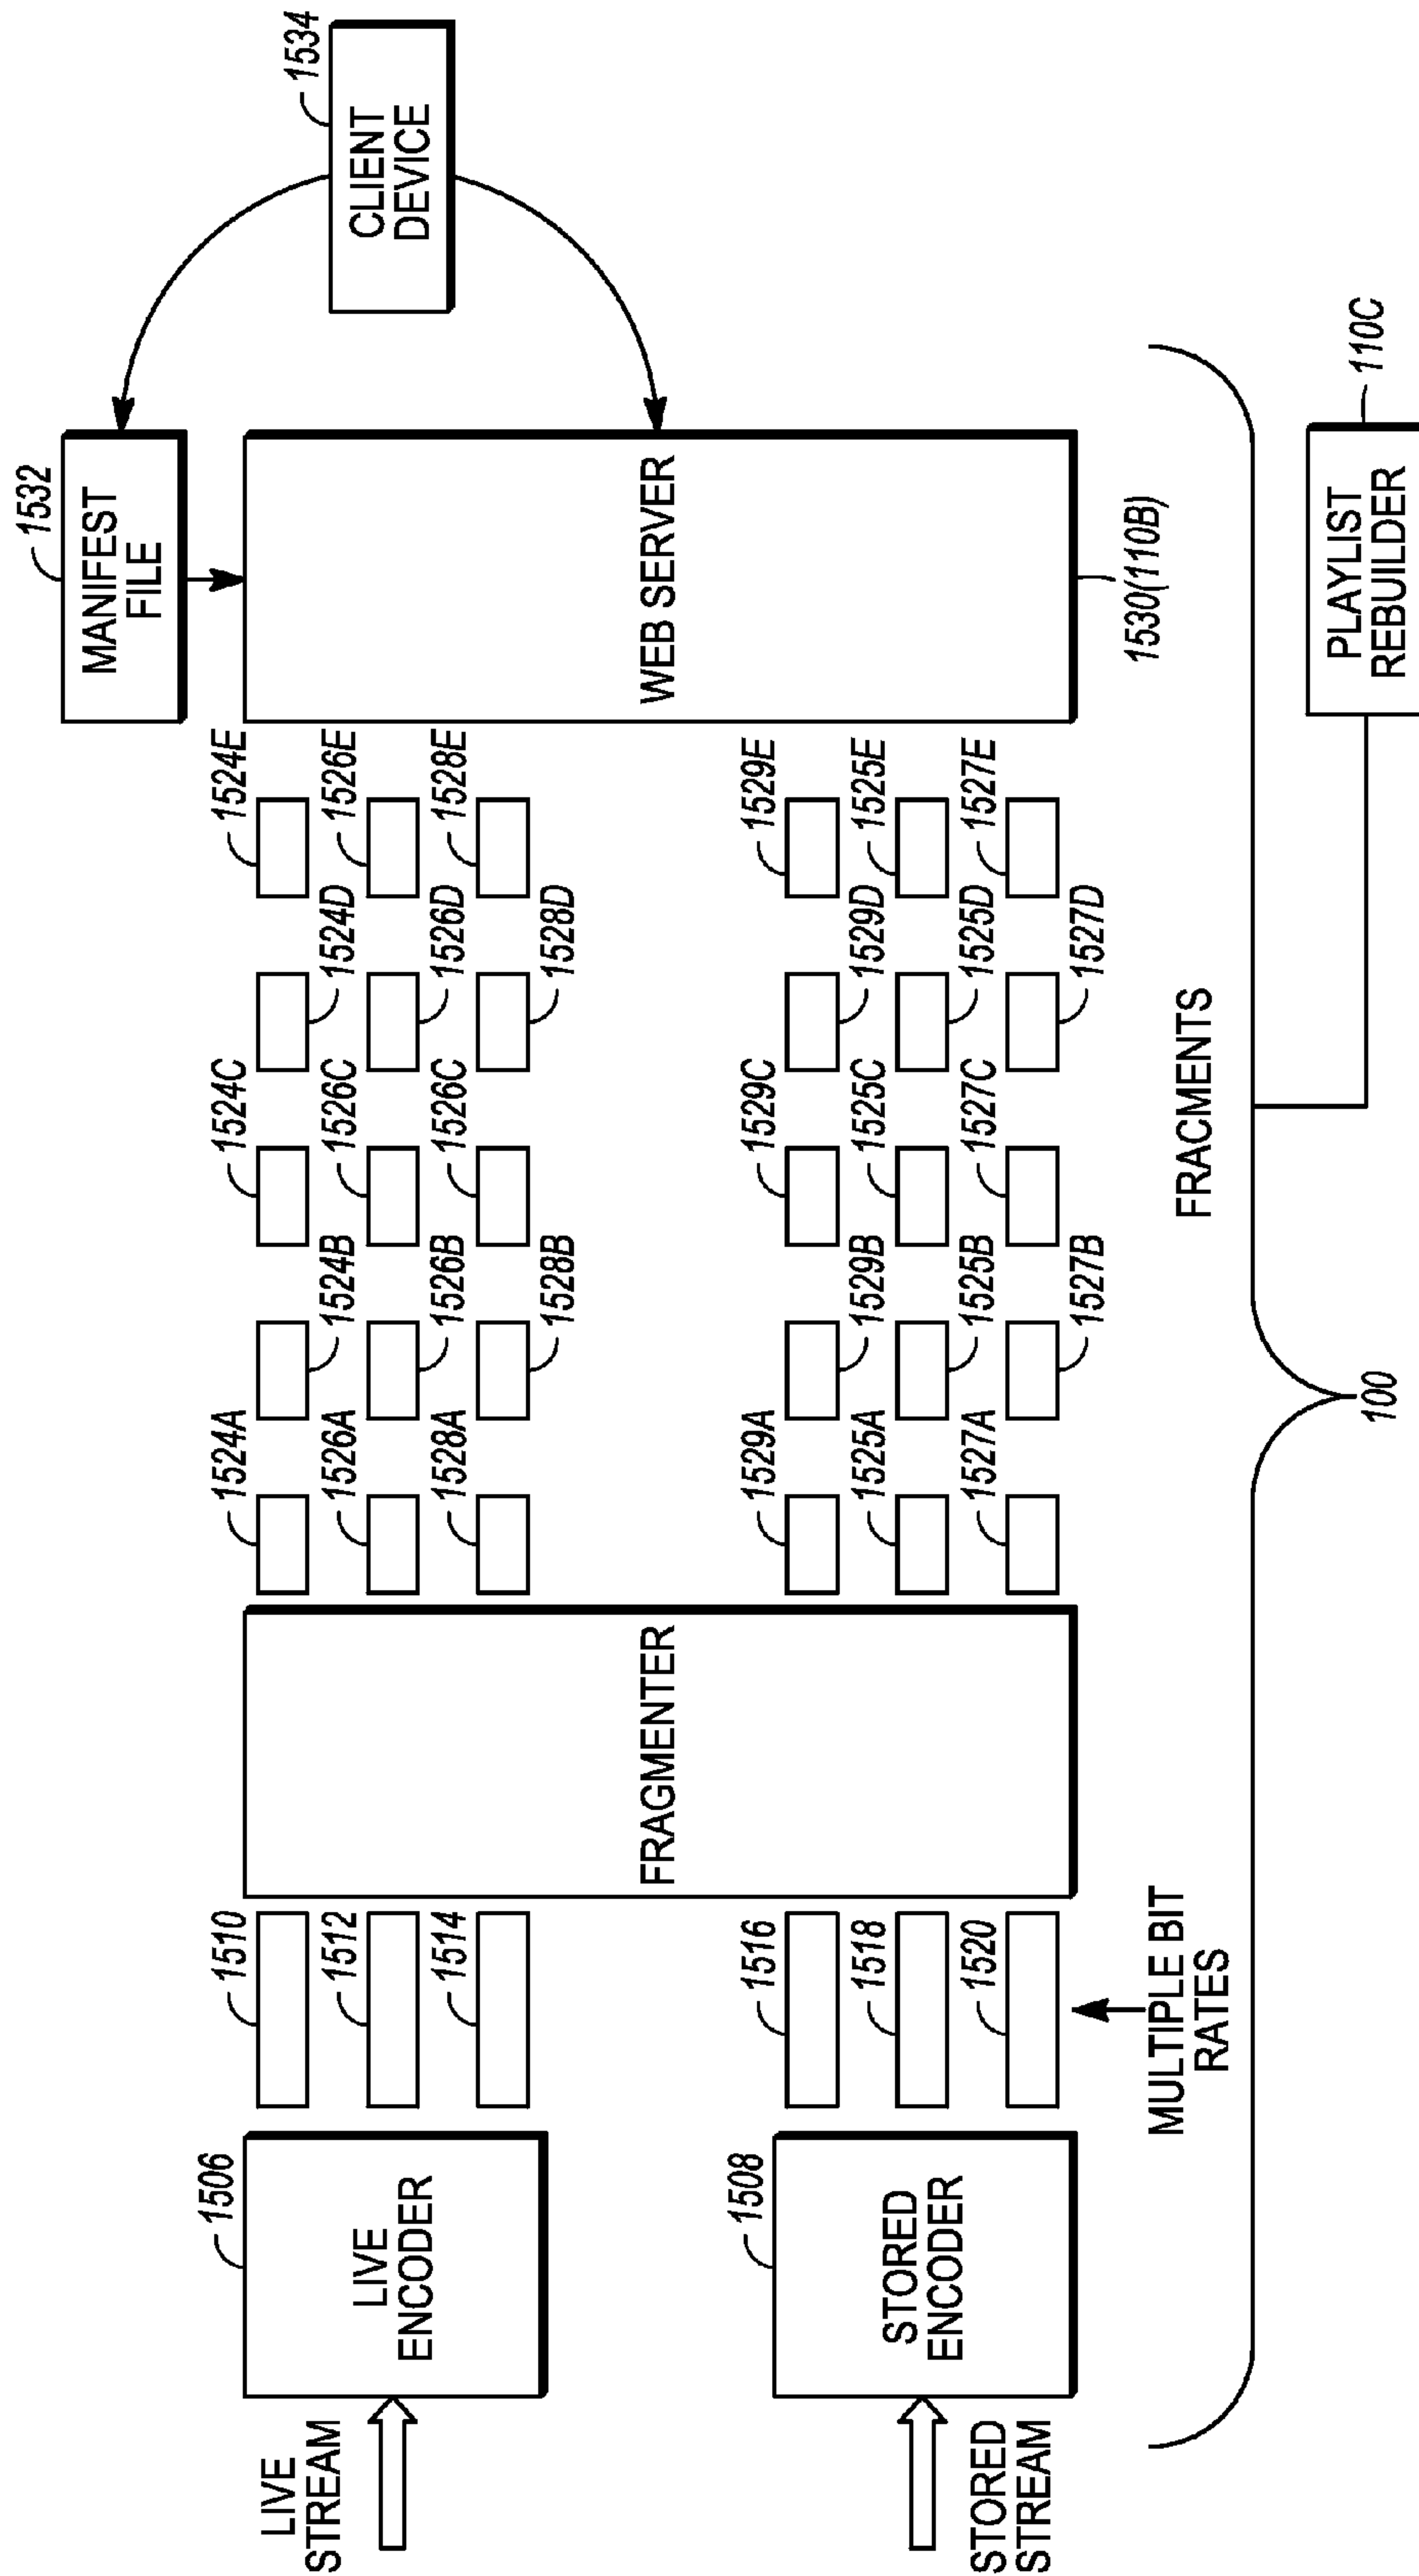 LIVE
STREAM
STORED
STREAM
1506
LIVE
ENCODER
1508
STORED
ENCODER
1510
1512
1514
1516
1518
1520
MULTIPLE BIT
RATES
FRAGMENTER
1524A
1526A
1528A
1529A
1525A
1527A
1524B
1526B
1528B
1529B
1525B
1527B
1524C
1526C
1526C
1529C
1525C
1527C
1524D
1526D
1528D
1529D
1525D
1527D
1524E
1526E
1528E
1529E
1525E
1527E
FRACMENTS
1532
MANIFEST
FILE
WEB SERVER
1530(110B)
1534
CLIENT
DEVICE
100
PLAYLIST
REBUILDER
110C